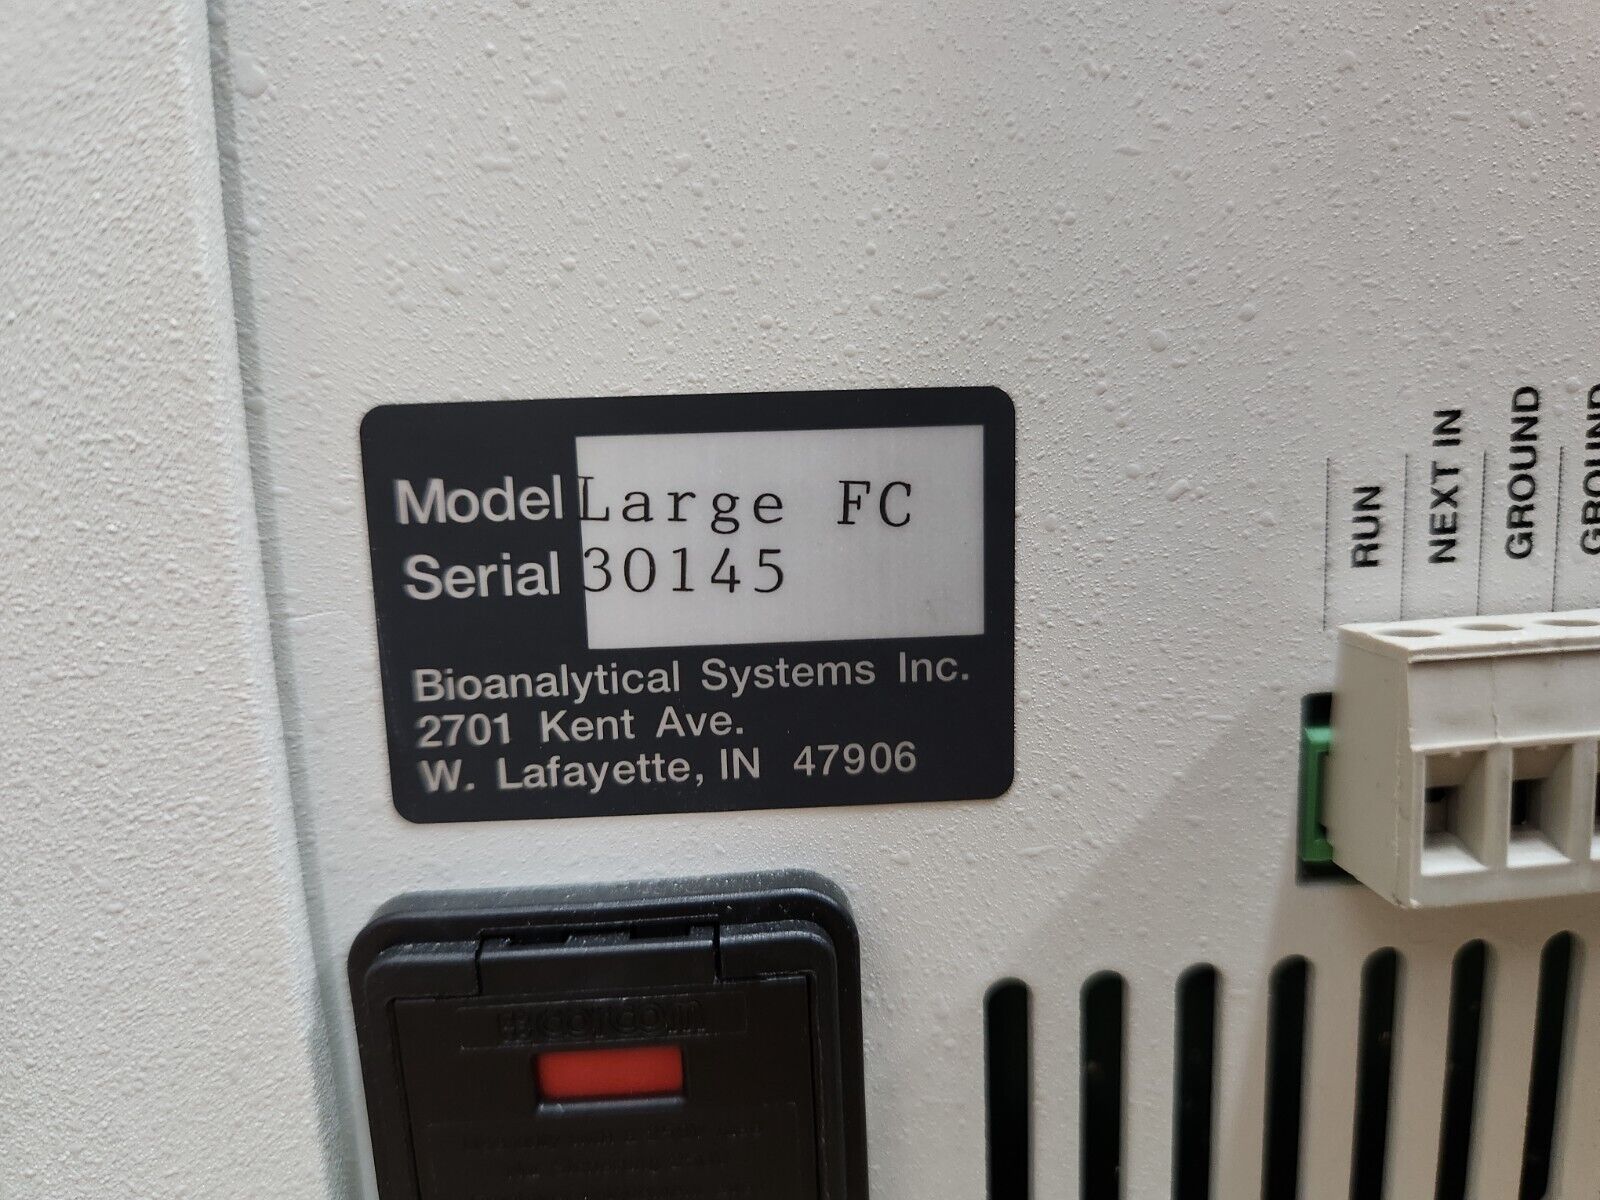 Model Large FC
Serial 30145
Bioanalytical Systems Inc.
2701 Kent Ave.
W. Lafayette, IN 47906
RUN
NEXT IN
GROUND
GROUND
corcom